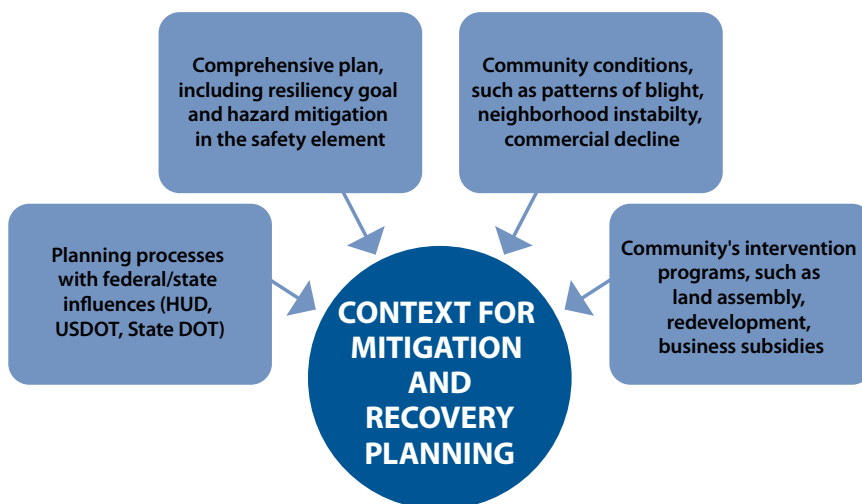 Comprehensive plan,
including resiliency goal
and hazard mitigation
in the safety element
Community conditions,
such as patterns of blight,
neighborhood instabilty,
commercial decline
Planning processes
with federal/state
influences (HUD,
USDOT, State DOT)
Community's intervention
programs, such as
land assembly,
redevelopment,
business subsidies
CONTEXT FOR
MITIGATION
AND
RECOVERY
PLANNING